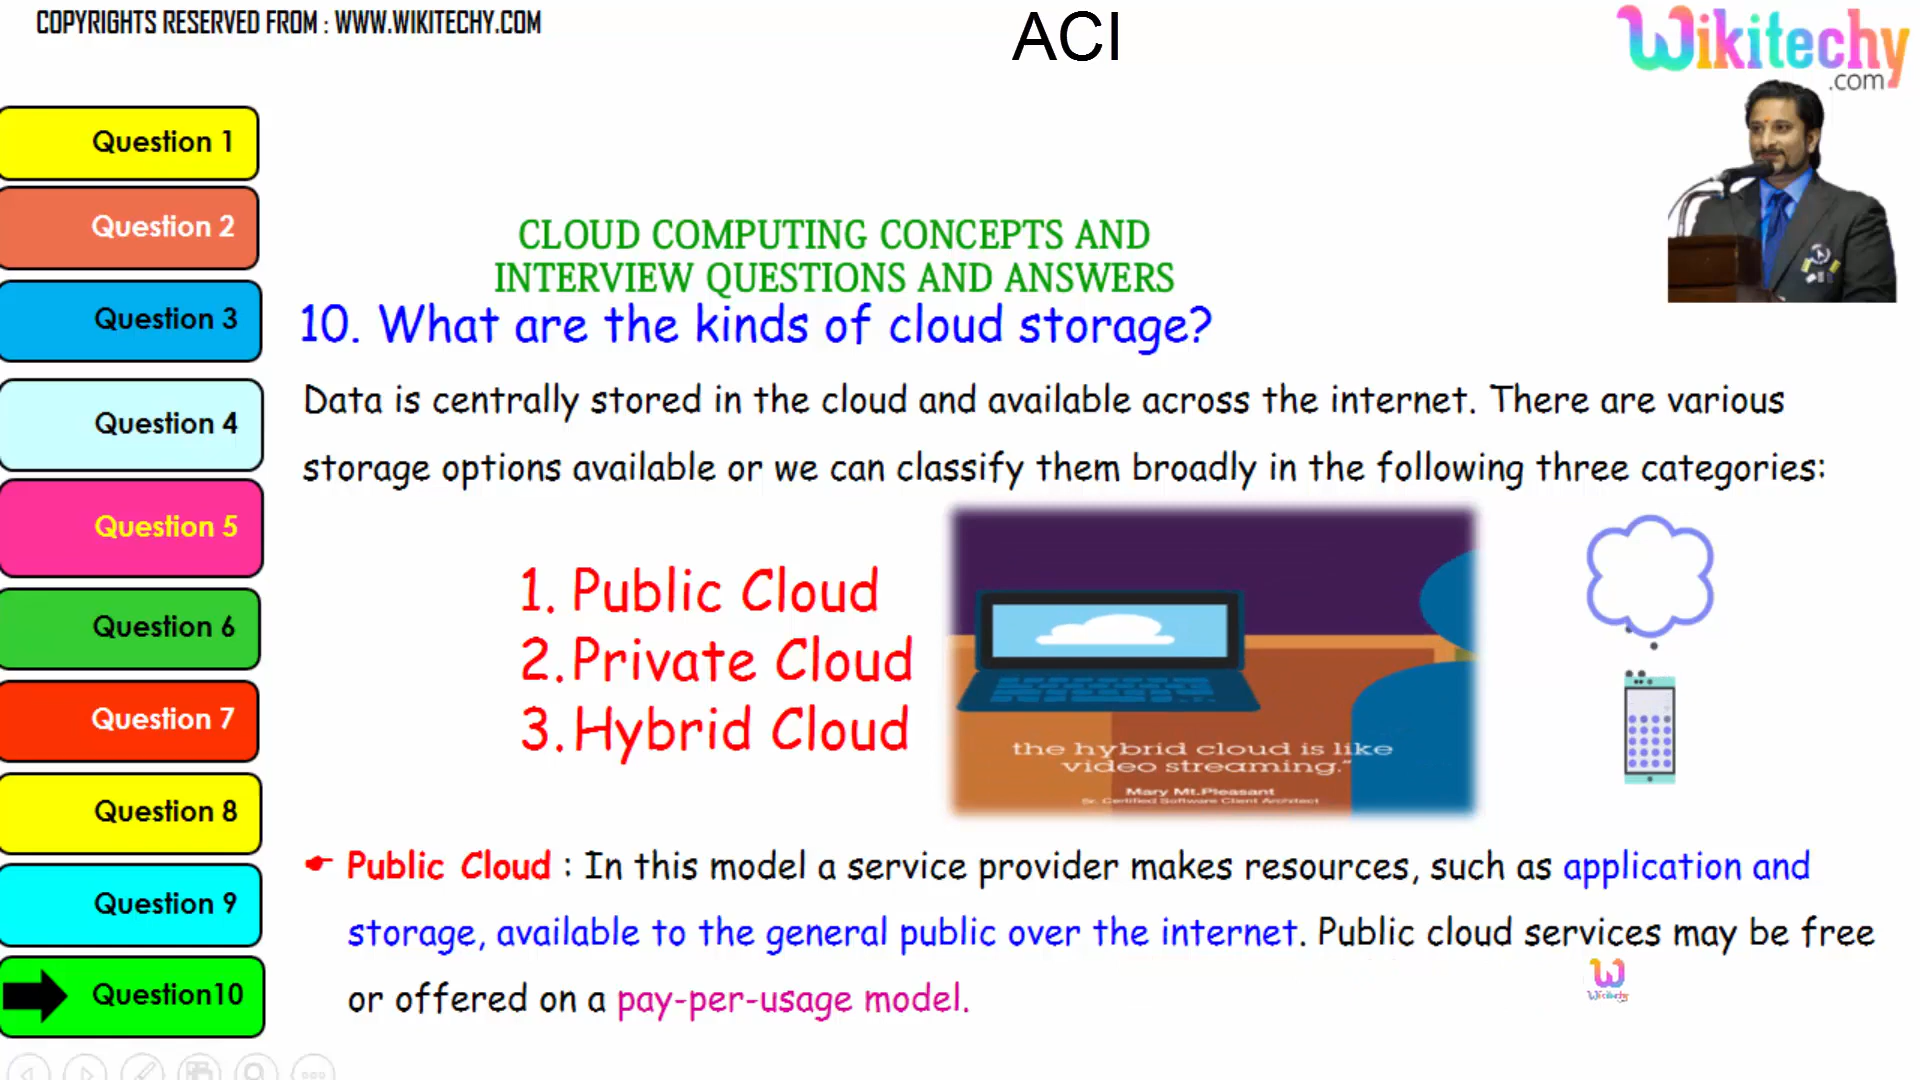 COPYRIGHTS RESERVED FROM : WWW.WIKITECHY.COM
ACI
Wikitechy
.com
Question 1
Question 2
Question 3
Question 4
Question 5
Question 6
Question 7
Question 8
Question 9
Question10
CLOUD COMPUTING CONCEPTS AND
INTERVIEW QUESTIONS AND ANSWERS
10. What are the kinds of cloud storage?
Data is centrally stored in the cloud and available across the internet. There are various
storage options available or we can classify them broadly in the following three categories:
1. Public Cloud
2. Private Cloud
3. Hybrid Cloud
the hybrid cloud is like
video streaming."
Mary Mt.Pleasant
Sr. Certified Software Client Architect
Public Cloud : In this model a service provider makes resources, such as application and
storage, available to the general public over the internet. Public cloud services may be free
or offered on a pay-per-usage model.
Wikitechy